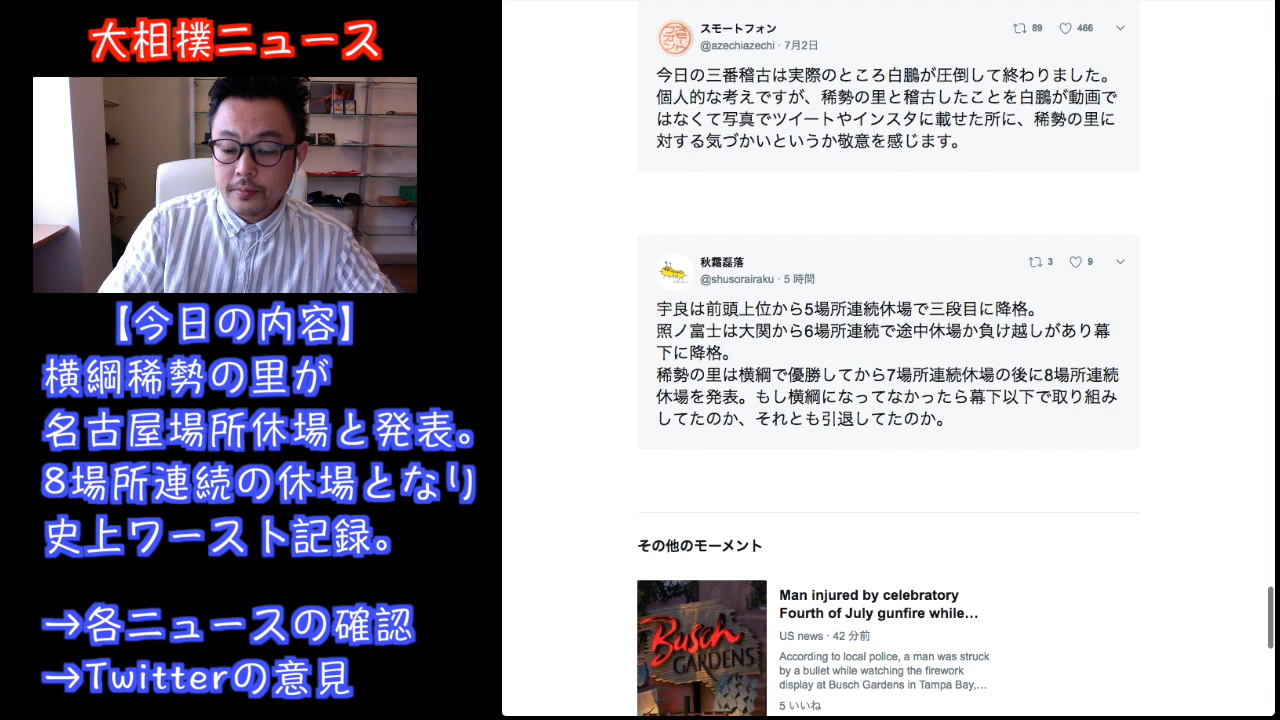 大相撲ニュース
【今日の内容】
横綱稀勢の里が
名古屋場所休場と発表。
8場所連続の休場となり
史上ワースト記録。
→各ニュースの確認
→Twitterの意見
スモートフォン
@azechiazechi · 7月2日
89 466
今日の三番稽古は実際のところ白鵬が圧倒して終わりました。
個人的な考えですが、稀勢の里と稽古したことを白鵬が動画で
はなくて写真でツイートやインスタに載せた所に、稀勢の里に
対する気づかいというか敬意を感じます。
秋霜磊落
@shusorairaku · 5 時間
3 9
宇良は前頭上位から5場所連続休場で三段目に降格。
照ノ富士は大関から6場所連続で途中休場か負け越しがあり幕
下に降格。
稀勢の里は横綱で優勝してから7場所連続休場の後に8場所連続
休場を発表。もし横綱になってなかったら幕下以下で取り組み
してたのか、それとも引退してたのか。
その他のモーメント
Busch
GARDENS
Man injured by celebratory
Fourth of July gunfire while…
US news · 42 分前
According to local police, a man was struck
by a bullet while watching the firework
display at Busch Gardens in Tampa Bay,…
5 いいね